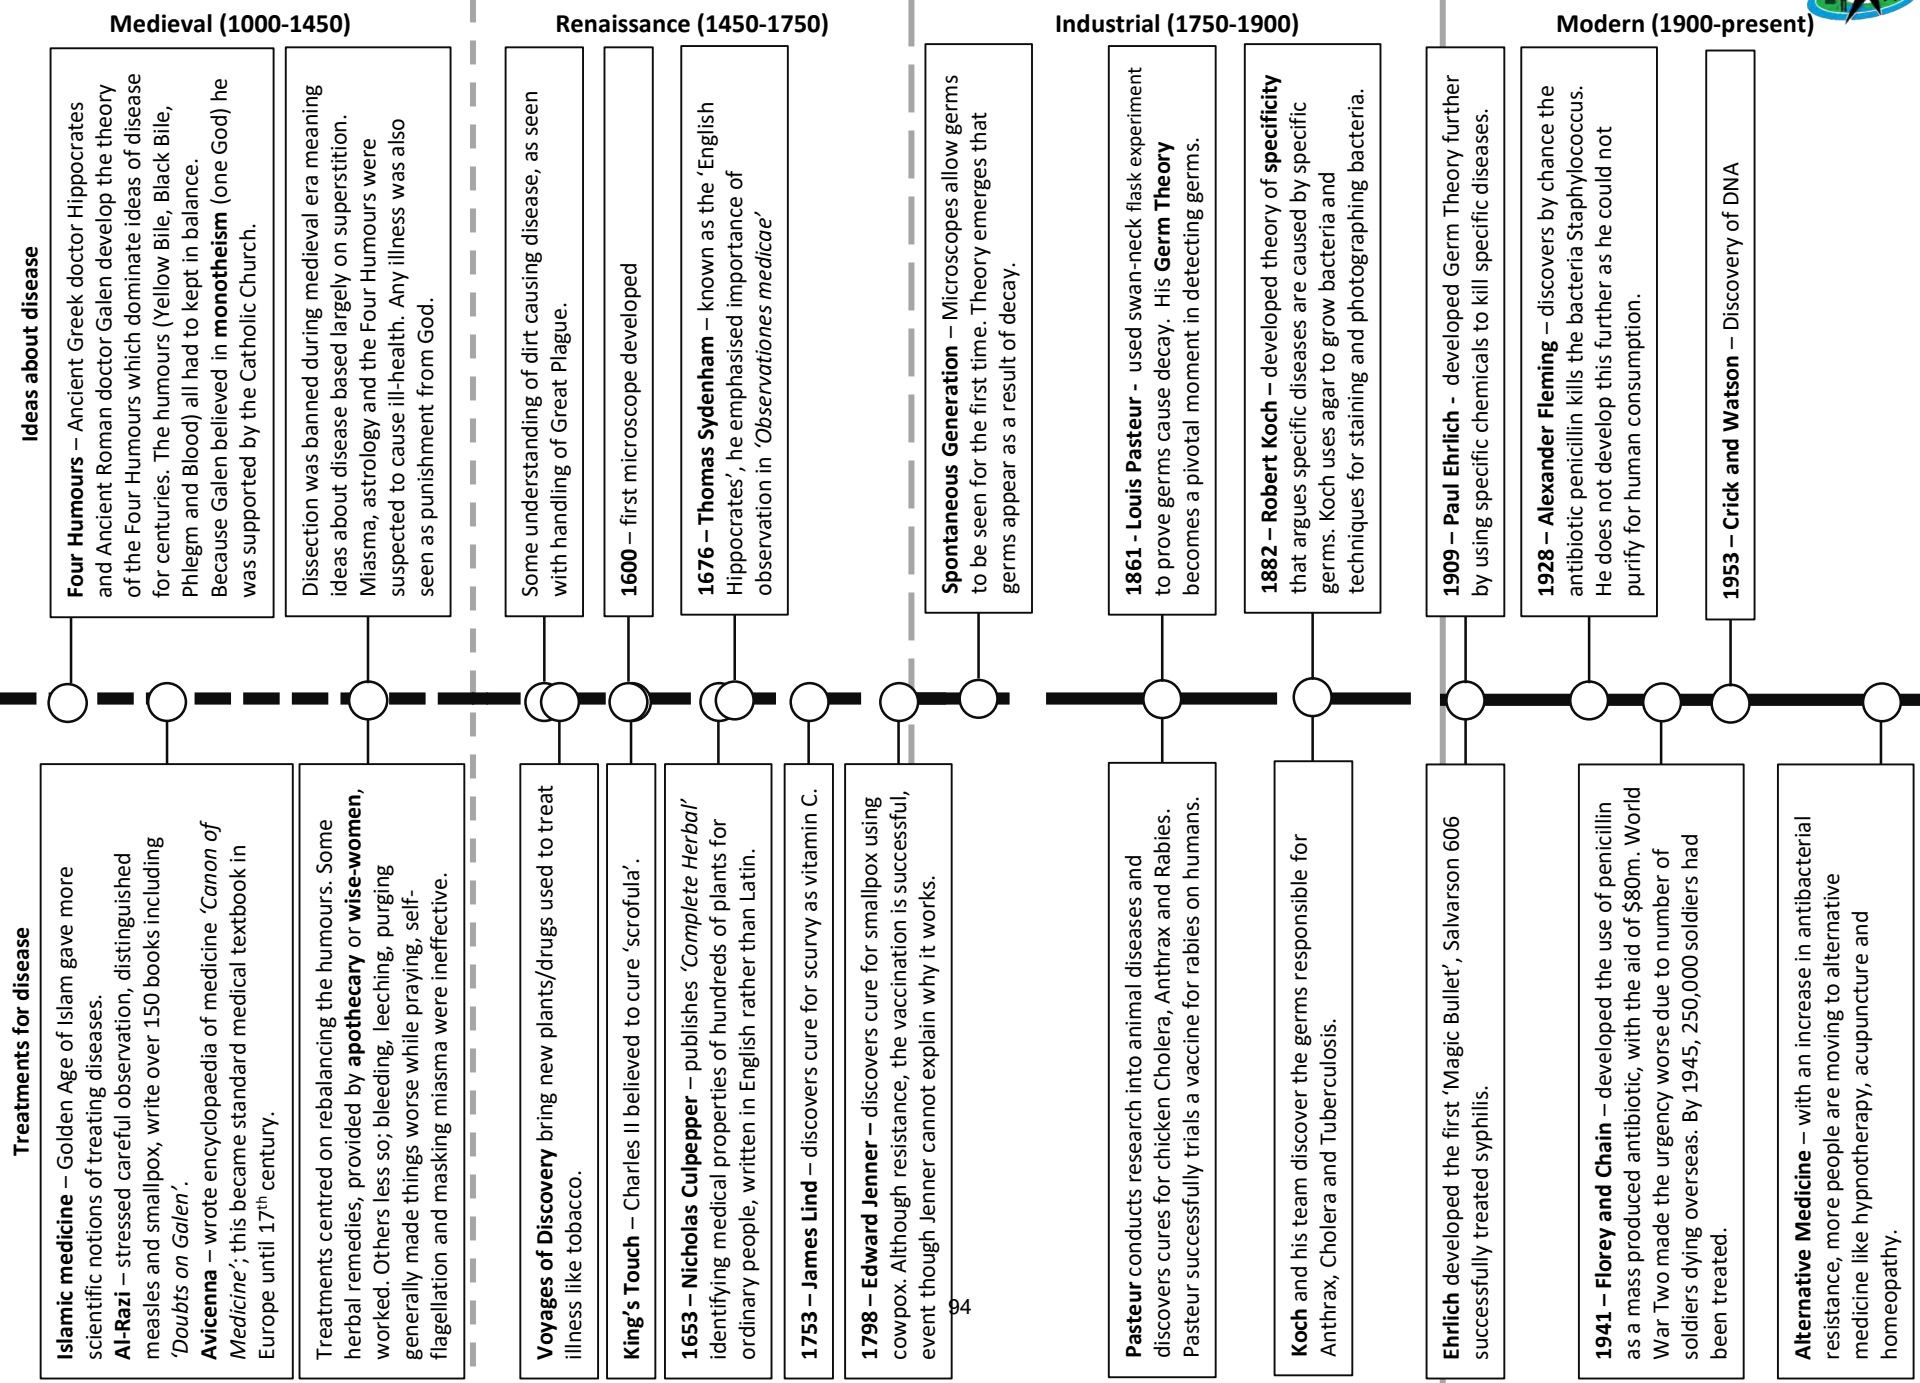 Medieval (1000-1450)
Renaissance (1450-1750)
Industrial (1750-1900)
Modern (1900-present)
Ideas about disease
Four Humours – Ancient Greek doctor Hippocrates
and Ancient Roman doctor Galen develop the theory
of the Four Humours which dominate ideas of disease
for centuries. The humours (Yellow Bile, Black Bile,
Phlegm and Blood) all had to kept in balance.
Because Galen believed in monotheism (one God) he
was supported by the Catholic Church.
Dissection was banned during medieval era meaning
ideas about disease based largely on superstition.
Miasma, astrology and the Four Humours were
suspected to cause ill-health. Any illness was also
seen as punishment from God.
Some understanding of dirt causing disease, as seen
with handling of Great Plague.
1600 – first microscope developed
1676 – Thomas Sydenham – known as the ‘English
Hippocrates’, he emphasised importance of
observation in ‘Observationes medicae’
Spontaneous Generation – Microscopes allow germs
to be seen for the first time. Theory emerges that
germs appear as a result of decay.
1861 - Louis Pasteur - used swan-neck flask experiment
to prove germs cause decay. His Germ Theory
becomes a pivotal moment in detecting germs.
1882 – Robert Koch – developed theory of specificity
that argues specific diseases are caused by specific
germs. Koch uses agar to grow bacteria and
techniques for staining and photographing bacteria.
1909 – Paul Ehrlich - developed Germ Theory further
by using specific chemicals to kill specific diseases.
1928 – Alexander Fleming – discovers by chance the
antibiotic penicillin kills the bacteria Staphylococcus.
He does not develop this further as he could not
purify for human consumption.
1953 – Crick and Watson – Discovery of DNA
Treatments for disease
Islamic medicine – Golden Age of Islam gave more
scientific notions of treating diseases.
Al-Razi – stressed careful observation, distinguished
measles and smallpox, write over 150 books including
‘Doubts on Galen’.
Avicenna – wrote encyclopaedia of medicine ‘Canon of
Medicine’; this became standard medical textbook in
Europe until 17th century.
Treatments centred on rebalancing the humours. Some
herbal remedies, provided by apothecary or wise-women,
worked. Others less so; bleeding, leeching, purging
generally made things worse while praying, self-
flagellation and masking miasma were ineffective.
Voyages of Discovery bring new plants/drugs used to treat
illness like tobacco.
King’s Touch – Charles II believed to cure ‘scrofula’.
1653 – Nicholas Culpepper – publishes ‘Complete Herbal’
identifying medical properties of hundreds of plants for
ordinary people, written in English rather than Latin.
1753 – James Lind – discovers cure for scurvy as vitamin C.
1798 – Edward Jenner – discovers cure for smallpox using
cowpox. Although resistance, the vaccination is successful,
event though Jenner cannot explain why it works.
Pasteur conducts research into animal diseases and
discovers cures for chicken Cholera, Anthrax and Rabies.
Pasteur successfully trials a vaccine for rabies on humans.
Koch and his team discover the germs responsible for
Anthrax, Cholera and Tuberculosis.
Ehrlich developed the first ‘Magic Bullet’, Salvarson 606
successfully treated syphilis.
1941 – Florey and Chain – developed the use of penicillin
as a mass produced antibiotic, with the aid of $80m. World
War Two made the urgency worse due to number of
soldiers dying overseas. By 1945, 250,000 soldiers had
been treated.
Alternative Medicine – with an increase in antibacterial
resistance, more people are moving to alternative
medicine like hypnotherapy, acupuncture and
homeopathy.
94